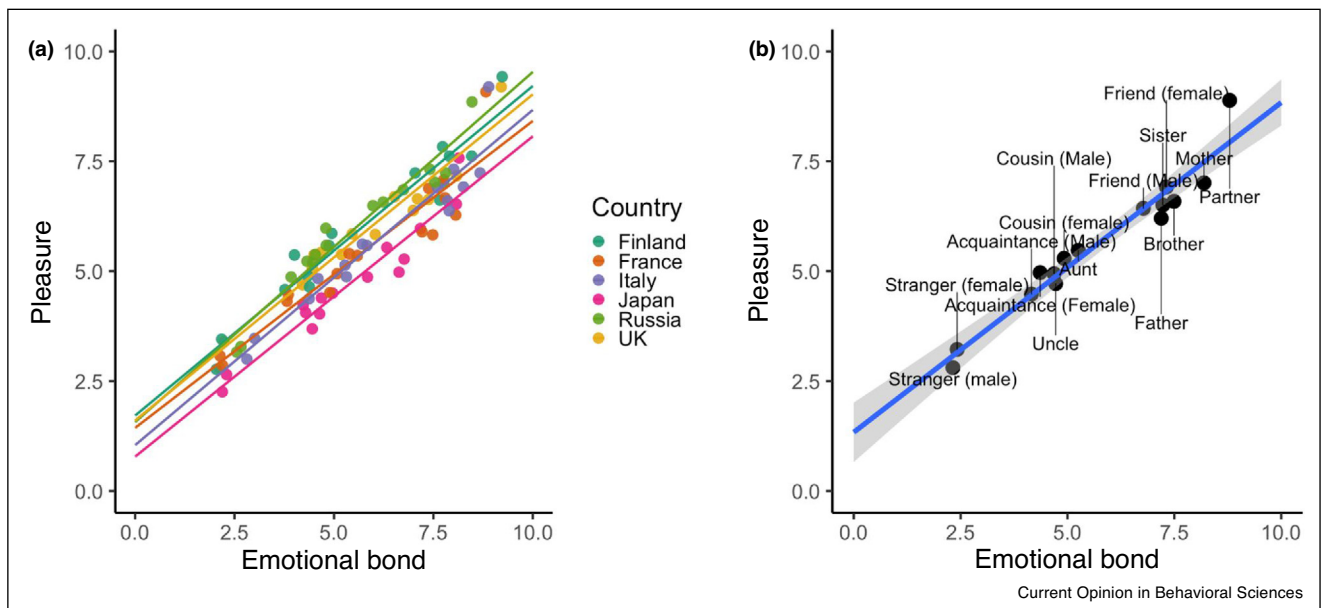 (a)
10.0
7.5
5.0
2.5
0.0
Pleasure
0.0 2.5 5.0 7.5 10.0
Emotional bond
Country
Finland
France
Italy
Japan
Russia
UK
(b)
10.0
7.5
5.0
2.5
0.0
Pleasure
Friend (female)
Sister
Cousin (Male)
Mother
Friend (Male)
Partner
Cousin (female)
Acquaintance (Male)
Brother
Aunt
Stranger (female)
Acquaintance (Female)
Father
Uncle
Stranger (male)
0.0 2.5 5.0 7.5 10.0
Emotional bond
Current Opinion in Behavioral Sciences